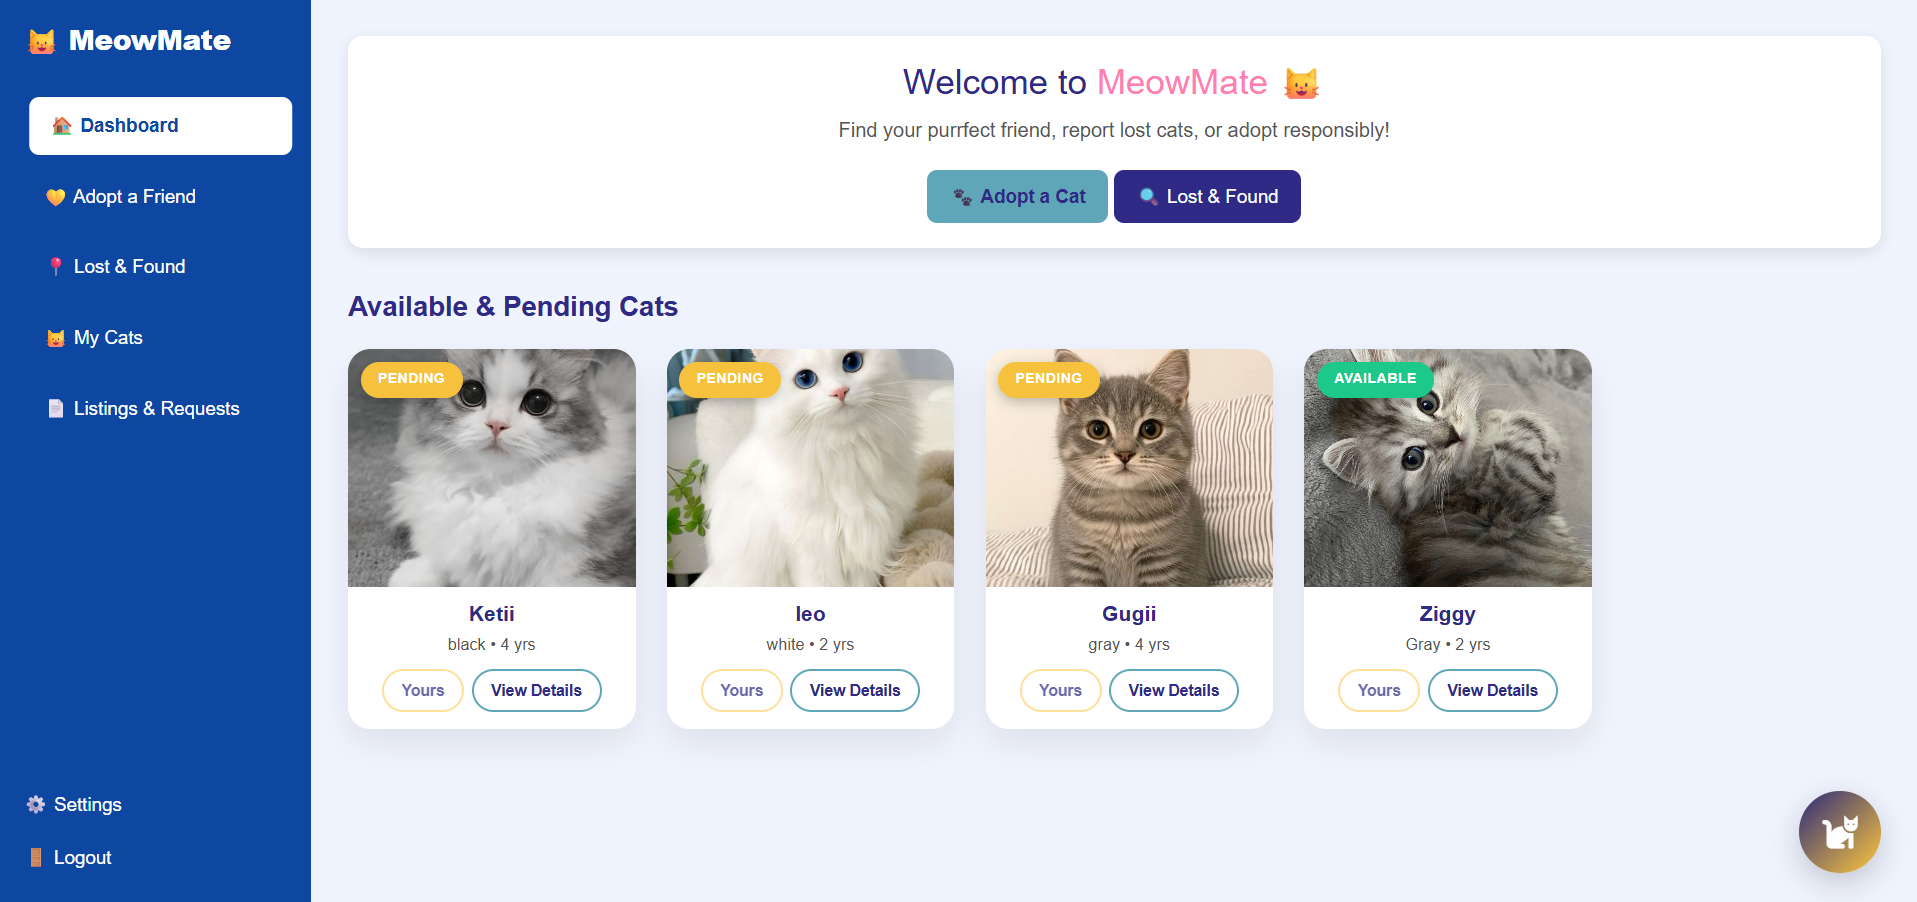 MeowMate
Dashboard
Adopt a Friend
Lost & Found
My Cats
Listings & Requests
Settings
Logout
Welcome to MeowMate
Find your purrfect friend, report lost cats, or adopt responsibly!
Adopt a Cat
Lost & Found
Available & Pending Cats
PENDING
Ketii
black • 4 yrs
Yours
View Details
PENDING
leo
white • 2 yrs
Yours
View Details
PENDING
Gugii
gray • 4 yrs
Yours
View Details
AVAILABLE
Ziggy
Gray • 2 yrs
Yours
View Details